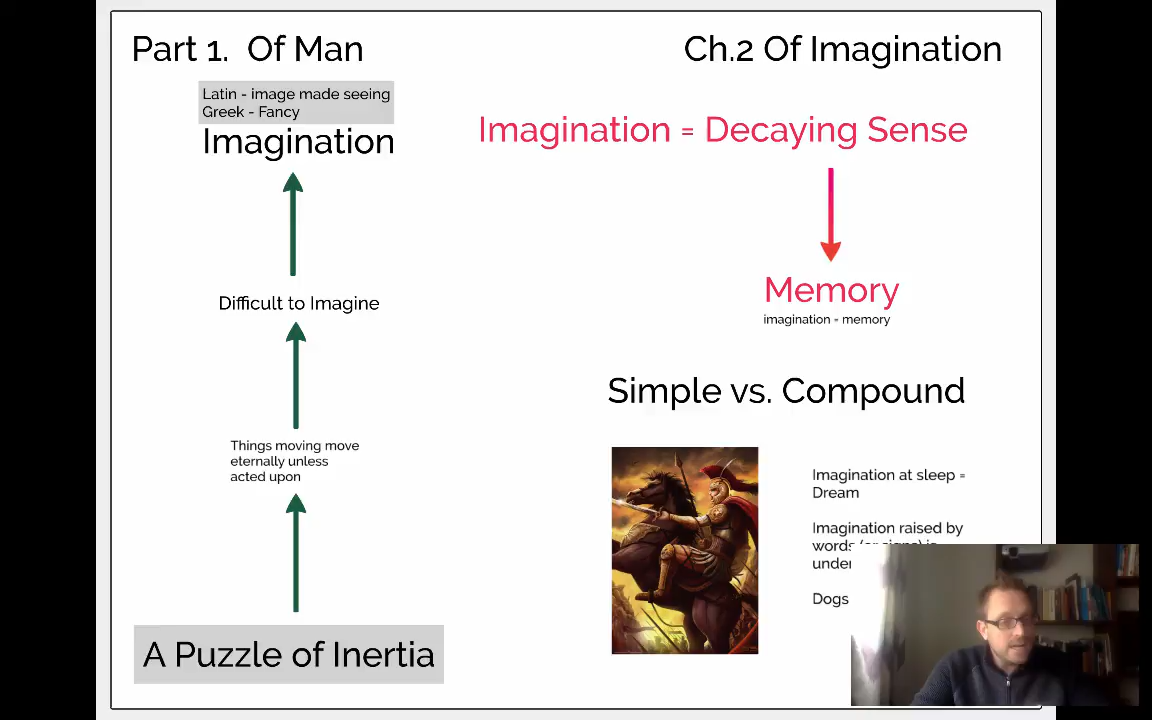 Part 1. Of Man
Ch.2 Of Imagination
Latin - image made seeing
Greek - Fancy
Imagination
Imagination = Decaying Sense
Difficult to Imagine
Memory
imagination = memory
Simple vs. Compound
Things moving move
eternally unless
acted upon
Imagination at sleep =
Dream
Imagination raised by
words
under
Dogs
A Puzzle of Inertia